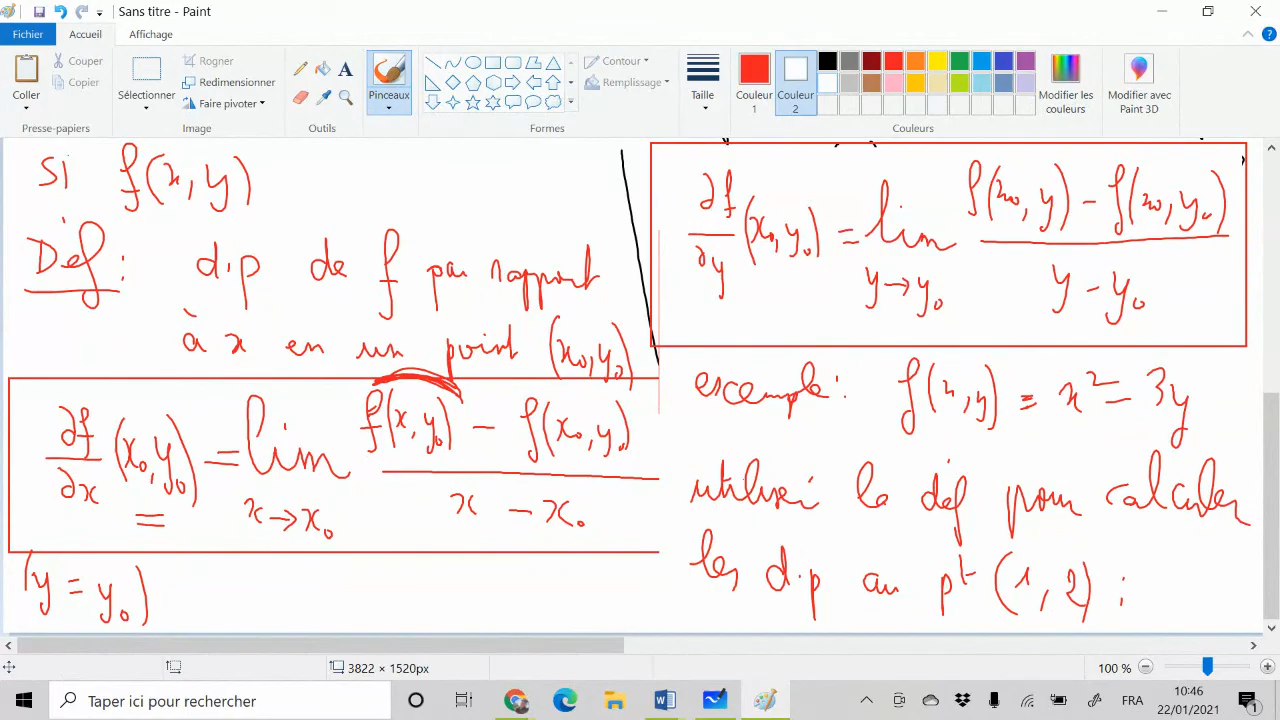 Sans titre - Paint
Fichier Accueil Affichage
Coller
Couper
Copier
Presse-papiers
Sélectionner
Rogner
Redimensionner
Faire pivoter
Image
Outils
Pinceaux
Contour
Remplissage
Formes
Taille
Couleur 1
Couleur 2
Modifier les couleurs
Modifier avec Paint 3D
Couleurs
si f(x, y)
Déf : d.p de f par rapport
à x en un point (x₀, y₀)
∂f/∂x (x₀, y₀) = lim x→x₀ f(x, y₀) - f(x₀, y₀) / x - x₀
(y = y₀)
∂f/∂y (x₀, y₀) = lim y→y₀ f(x₀, y) - f(x₀, y₀) / y - y₀
exemple : f(x, y) = x² - 3y
utiliser la déf pour calculer
les d.p au pt (1, 2) :
3822 × 1520px
100 %
Taper ici pour rechercher
FRA
10:46
22/01/2021
1